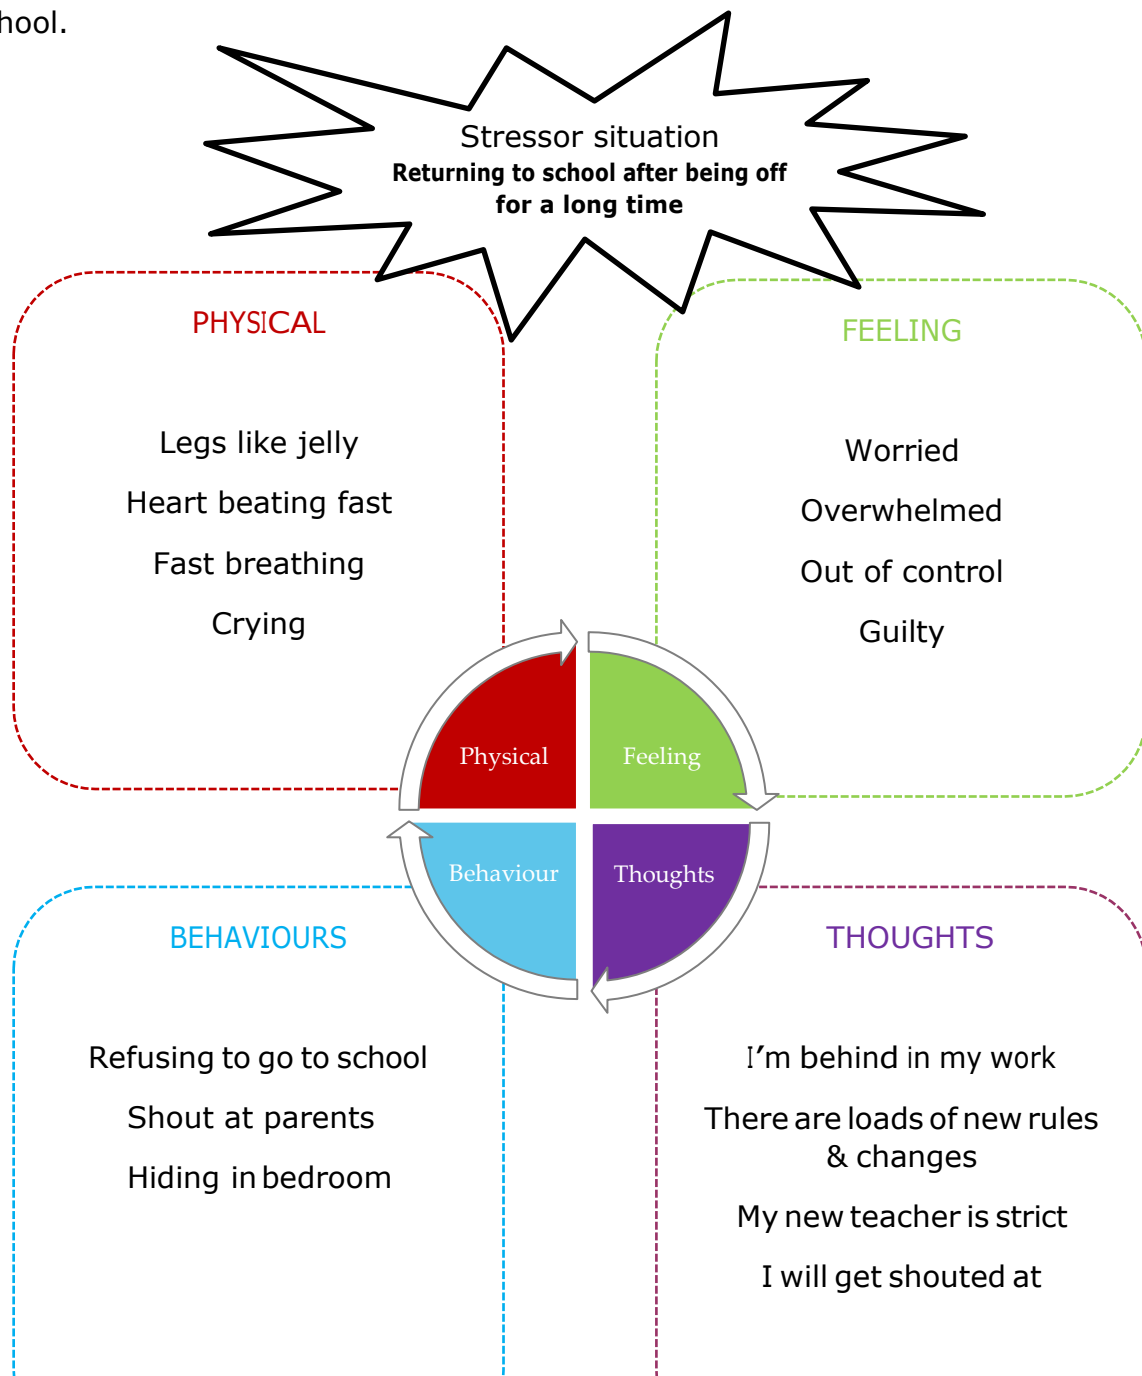 hool.
Stressor situation
Returning to school after being off
for a long time
PHYSICAL
Legs like jelly
Heart beating fast
Fast breathing
Crying
FEELING
Worried
Overwhelmed
Out of control
Guilty
Physical
Feeling
Behaviour
Thoughts
BEHAVIOURS
Refusing to go to school
Shout at parents
Hiding in bedroom
THOUGHTS
I'm behind in my work
There are loads of new rules
& changes
My new teacher is strict
I will get shouted at